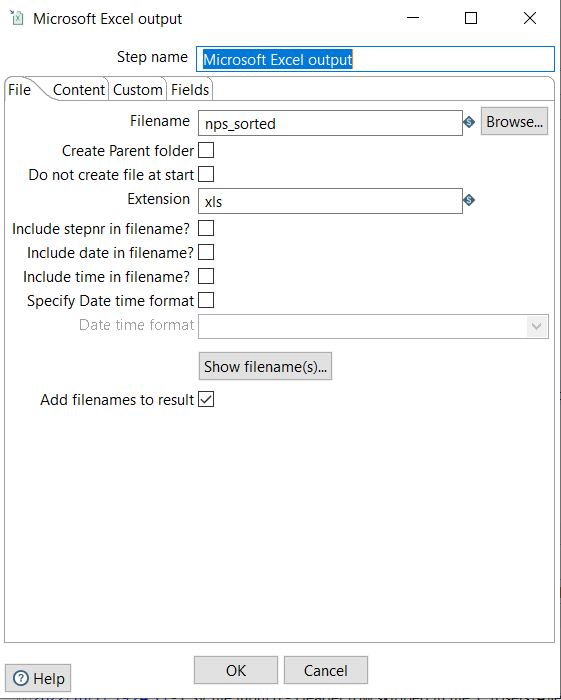 Microsoft Excel output
Step name Microsoft Excel output
File Content Custom Fields
Filename nps_sorted Browse...
Create Parent folder
Do not create file at start
Extension xls
Include stepnr in filename?
Include date in filename?
Include time in filename?
Specify Date time format
Date time format
Show filename(s)...
Add filenames to result
OK Cancel
Help